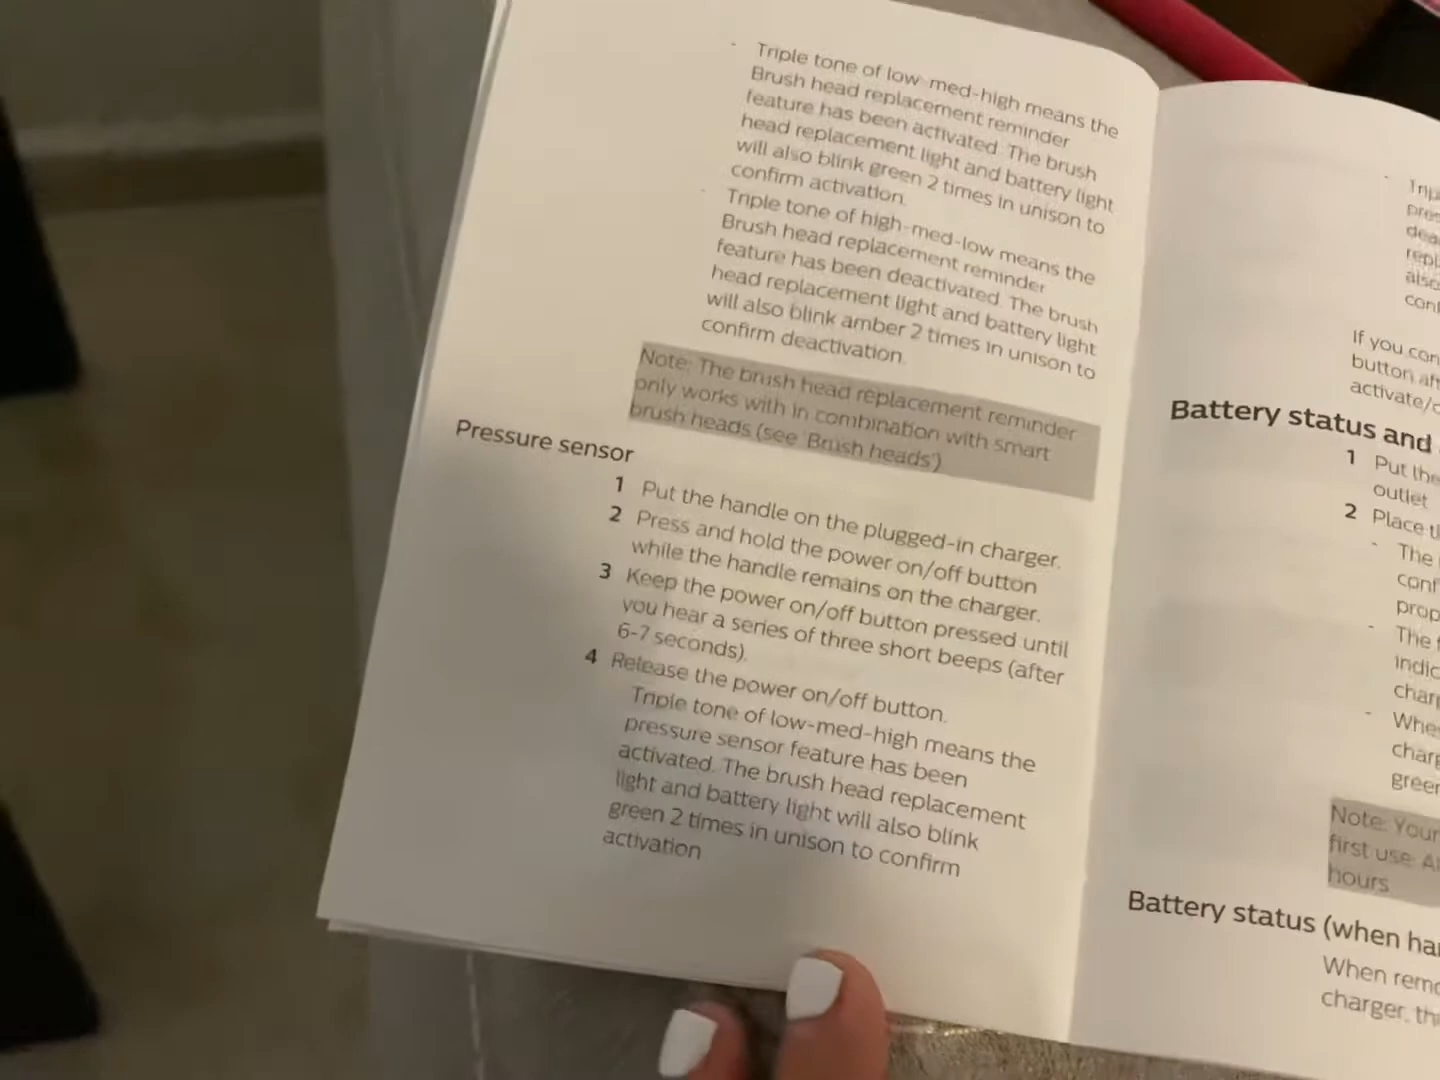 - Triple tone of low-med-high means the
Brush head replacement reminder
feature has been activated. The brush
head replacement light and battery light
will also blink green 2 times in unison to
confirm activation.
- Triple tone of high-med-low means the
Brush head replacement reminder
feature has been deactivated. The brush
head replacement light and battery light
will also blink amber 2 times in unison to
confirm deactivation.
Note: The brush head replacement reminder
only works with in combination with smart
brush heads (see 'Brush heads')
Pressure sensor
1 Put the handle on the plugged-in charger.
2 Press and hold the power on/off button
while the handle remains on the charger.
3 Keep the power on/off button pressed until
you hear a series of three short beeps (after
6-7 seconds).
4 Release the power on/off button.
Triple tone of low-med-high means the
pressure sensor feature has been
activated. The brush head replacement
light and battery light will also blink
green 2 times in unison to confirm
activation
If you
button
activate/
Battery status and
1 Put the
outlet
2 Place
- The
- The
indic
- 
green
Note: Your
first use.
hours
Battery status (when
When
charger,